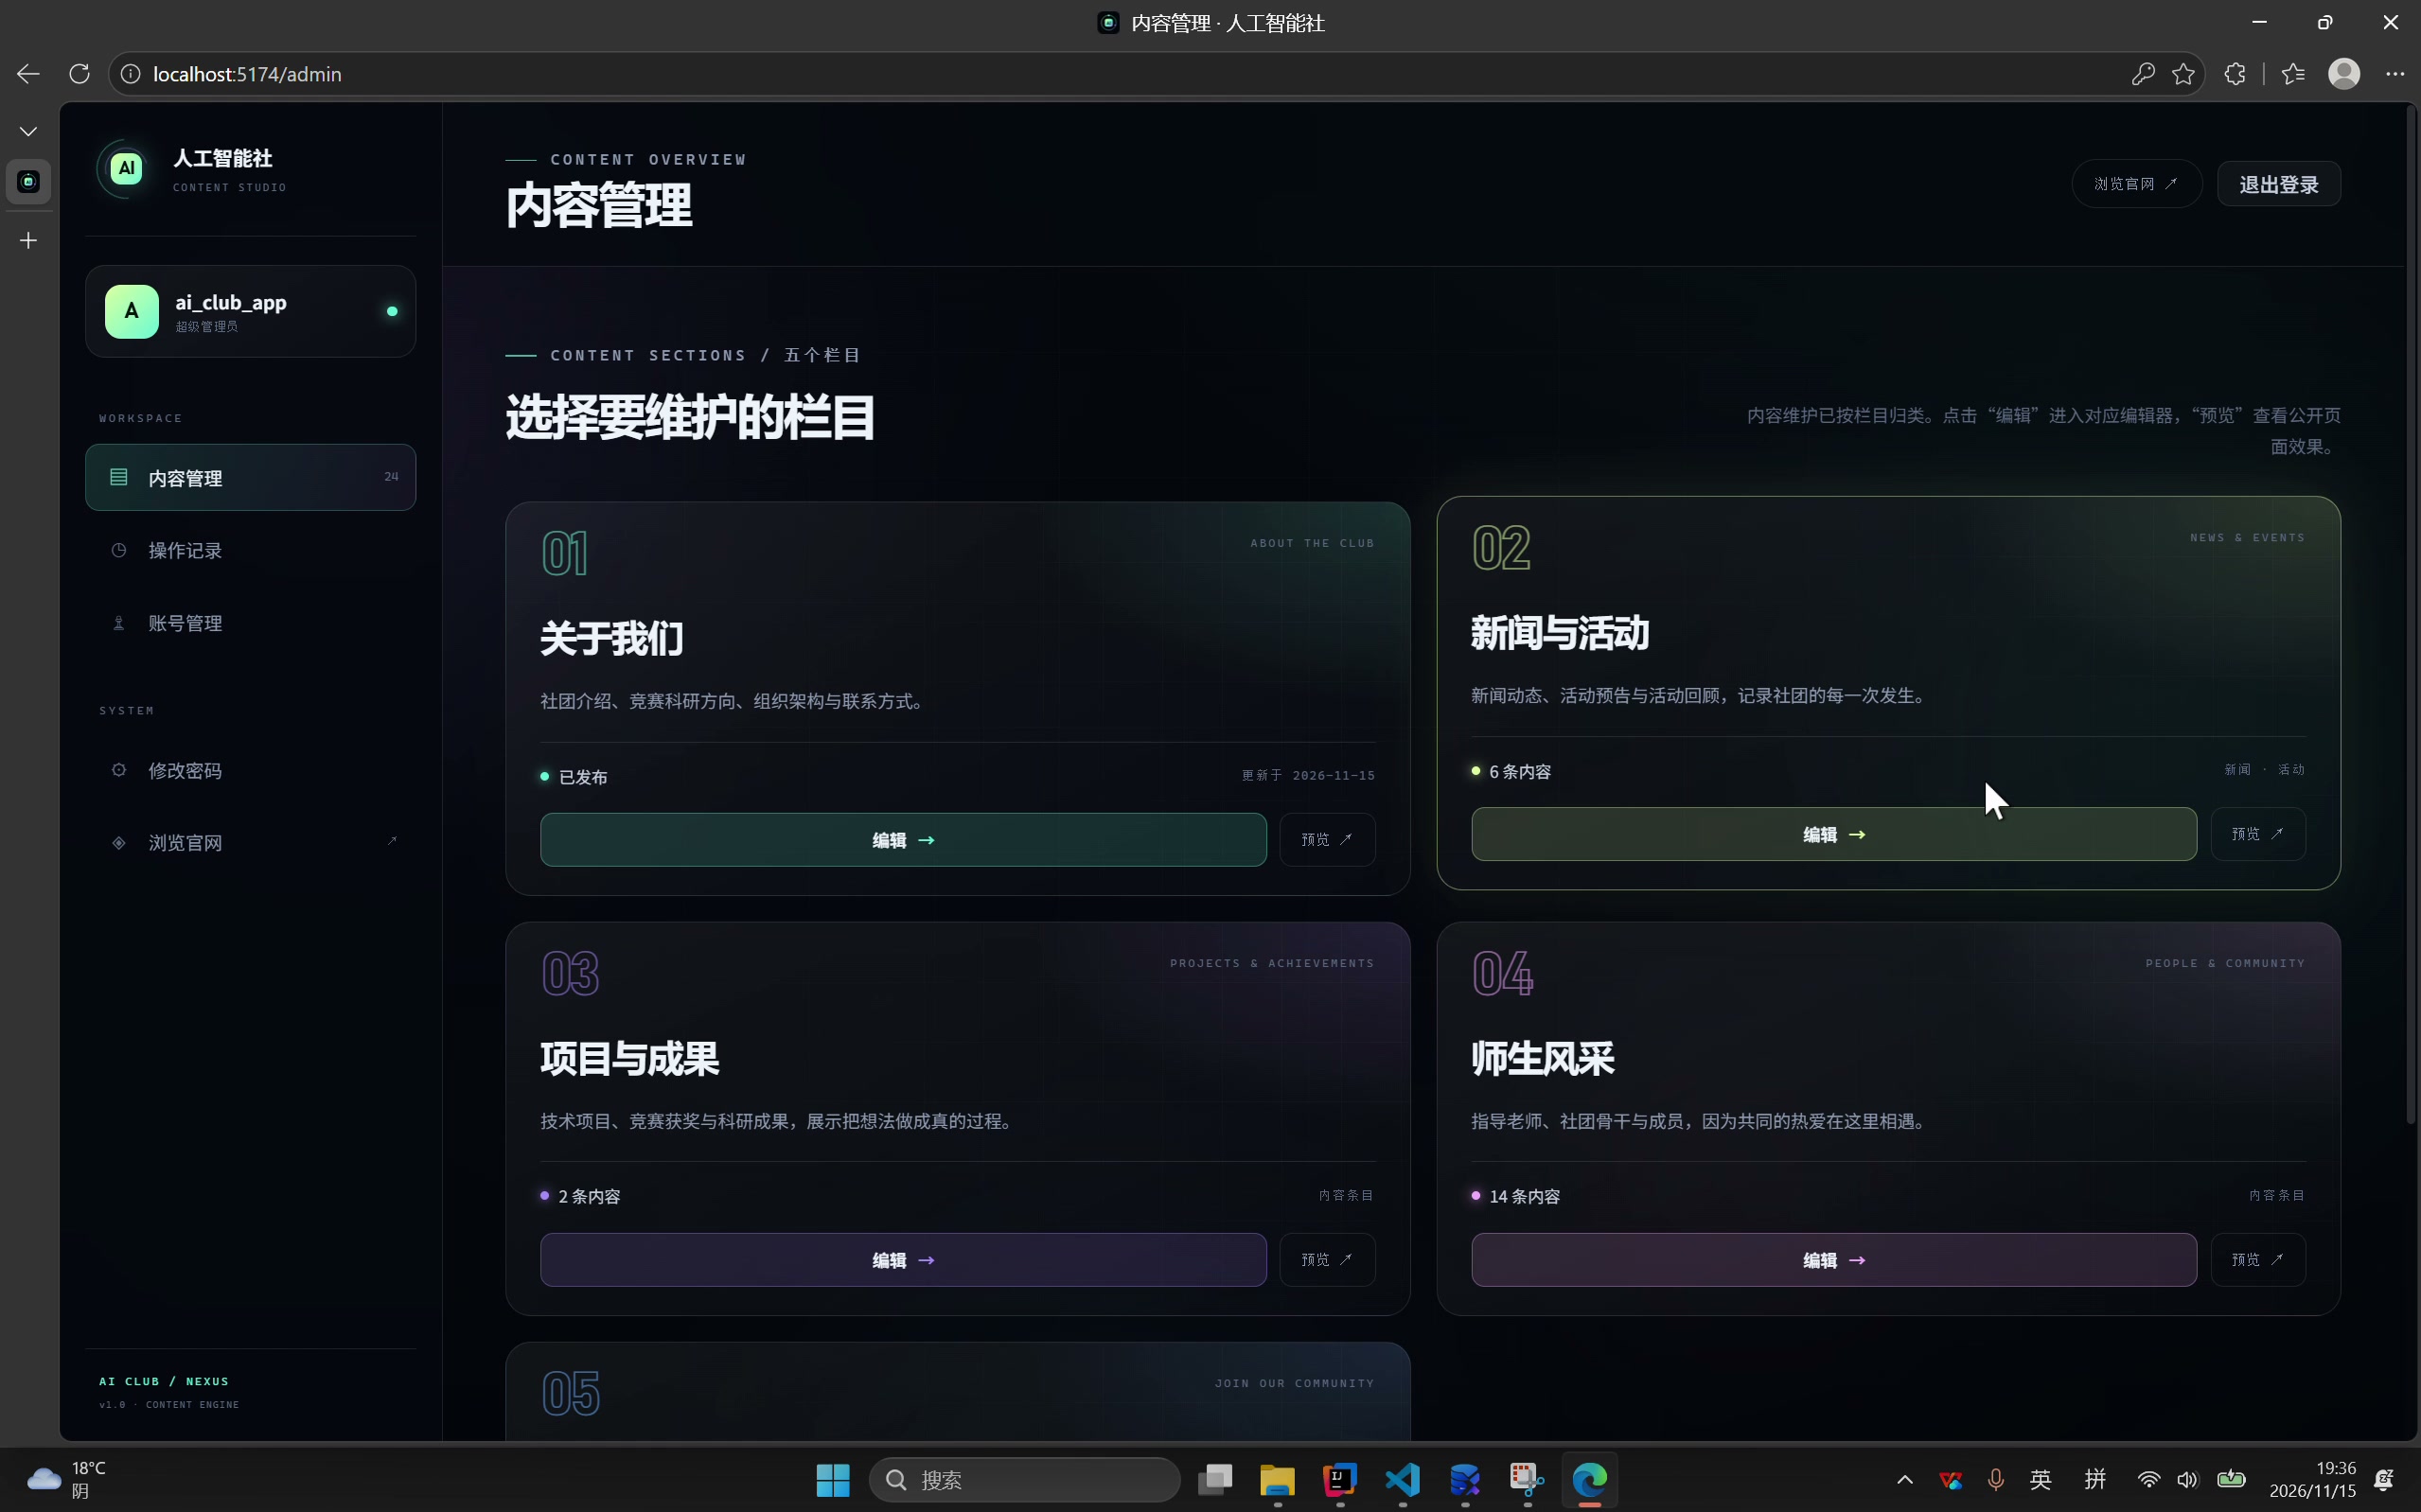 内容管理 · 人工智能社
localhost:5174/admin
AI
人工智能社
CONTENT STUDIO
A
ai_club_app
超级管理员
WORKSPACE
内容管理
24
操作记录
账号管理
SYSTEM
修改密码
浏览官网 ↗
AI CLUB / NEXUS
v1.0 · CONTENT ENGINE
CONTENT OVERVIEW
内容管理
浏览官网 ↗
退出登录
CONTENT SECTIONS / 五个栏目
选择要维护的栏目
内容维护已按栏目归类。点击“编辑”进入对应编辑器，“预览”查看公开页
面效果。
01
ABOUT THE CLUB
关于我们
社团介绍、竞赛科研方向、组织架构与联系方式。
已发布
更新于 2026-11-15
编辑 →
预览 ↗
02
NEWS & EVENTS
新闻与活动
新闻动态、活动预告与活动回顾，记录社团的每一次发生。
6 条内容
新闻 · 活动
编辑 →
预览 ↗
03
PROJECTS & ACHIEVEMENTS
项目与成果
技术项目、竞赛获奖与科研成果，展示把想法做成真的过程。
2 条内容
内容条目
编辑 →
预览 ↗
04
PEOPLE & COMMUNITY
师生风采
指导老师、社团骨干与成员，因为共同的热爱在这里相遇。
14 条内容
内容条目
编辑 →
预览 ↗
05
JOIN OUR COMMUNITY
18°C
阴
搜索
英
拼
19:36
2026/11/15